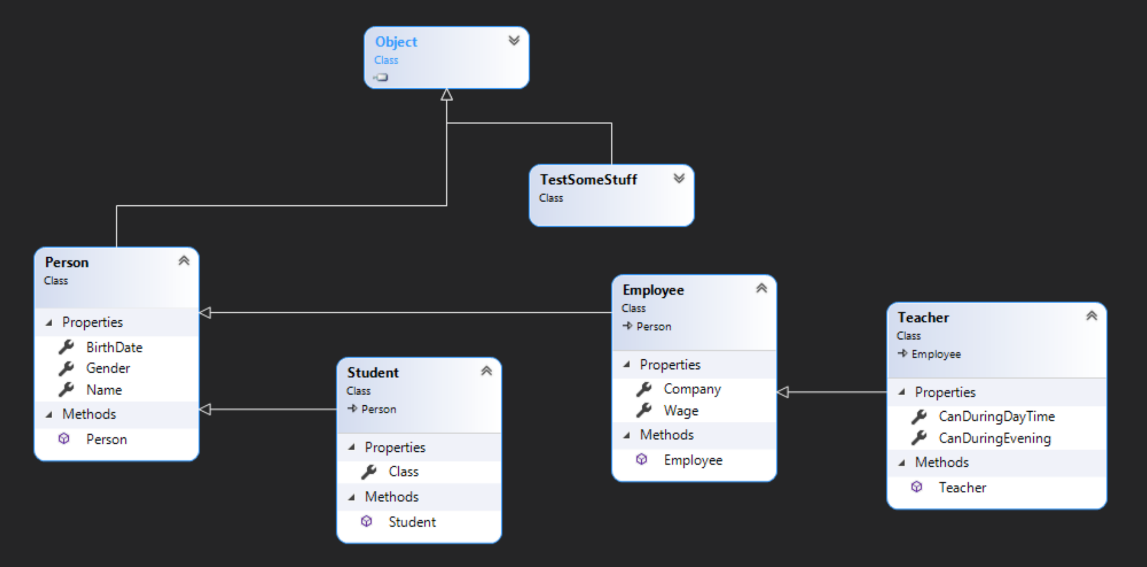 Object
Class
TestSomeStuff
Class
Person
Class
Properties
BirthDate
Gender
Name
Methods
Person
Student
Class
Person
Properties
Class
Methods
Student
Employee
Class
Person
Properties
Company
Wage
Methods
Employee
Teacher
Class
Employee
Properties
CanDuringDayTime
CanDuringEvening
Methods
Teacher